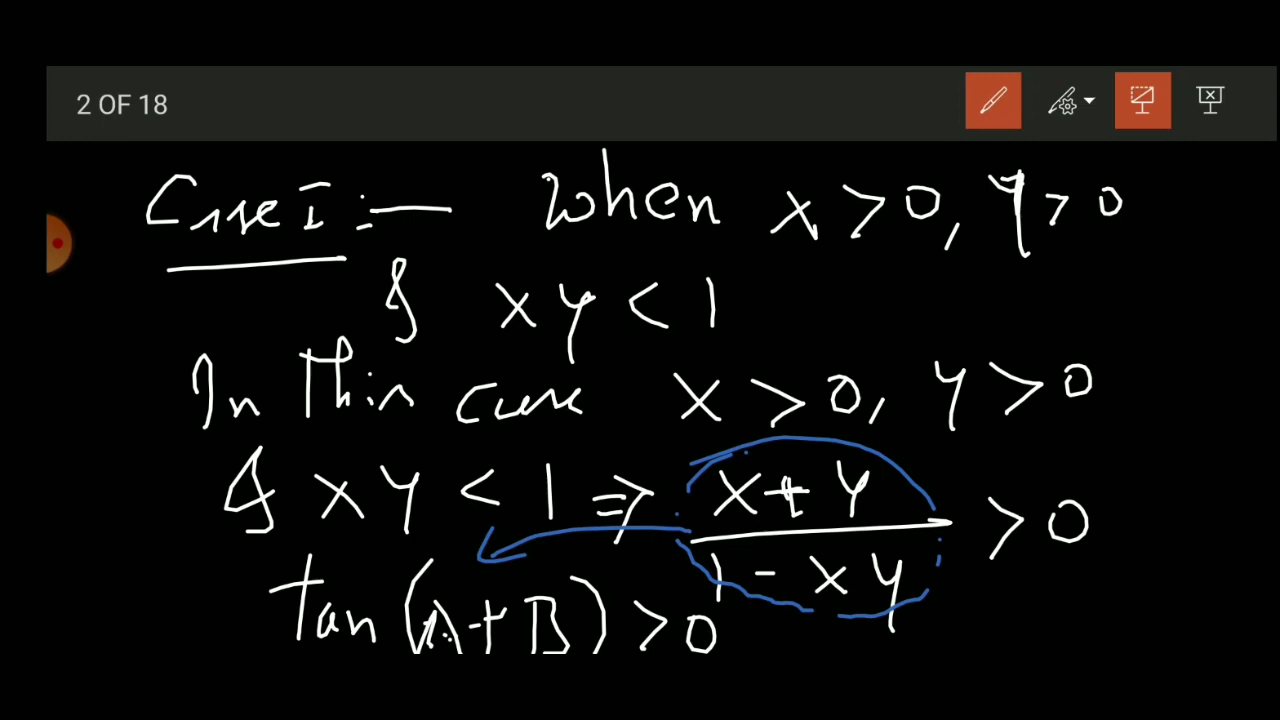 2 OF 18
Case I :— When x > 0, y > 0
& xy < 1
In this case x > 0, y > 0
& xy < 1 ⇒ x + y / 1 - xy > 0
tan (A + B) > 0